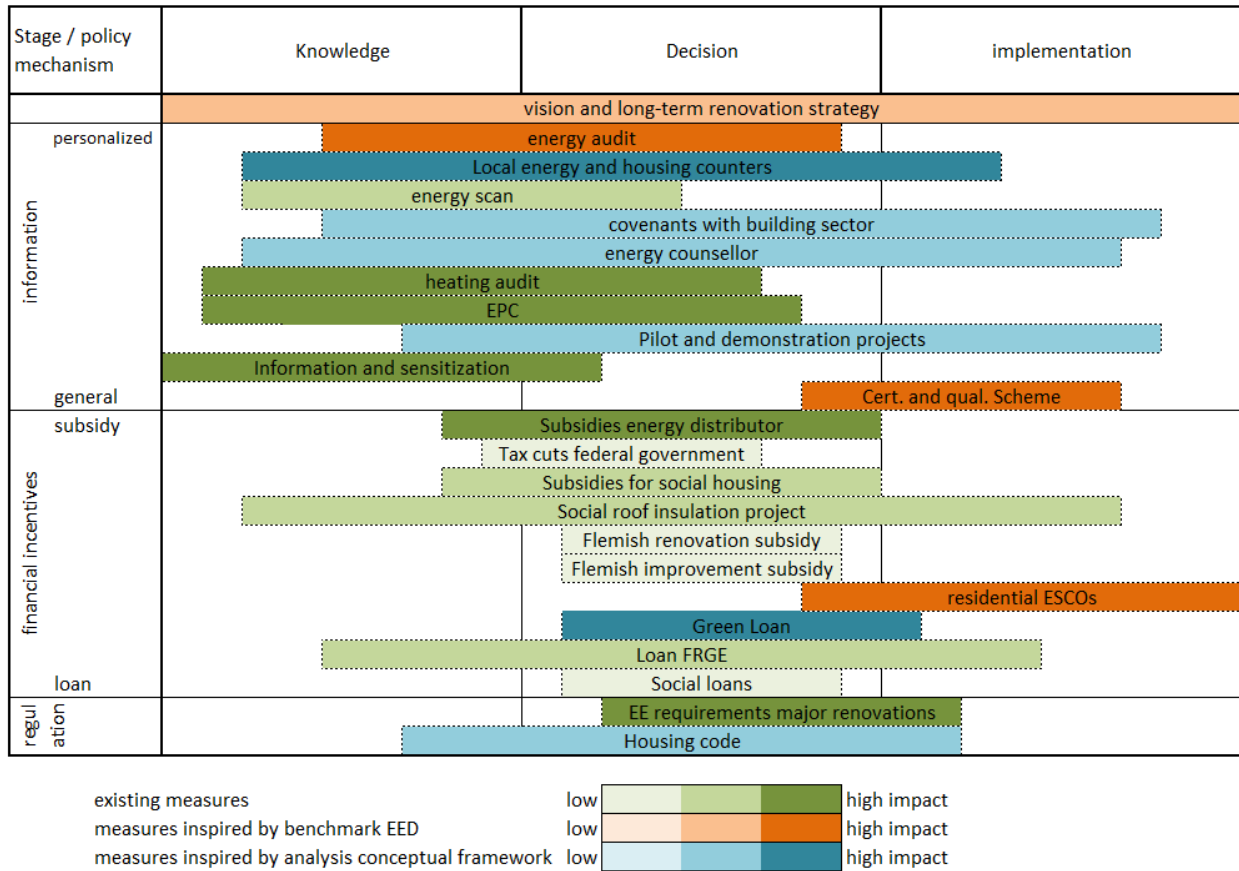 Stage / policy
mechanism
Knowledge
Decision
implementation
vision and long-term renovation strategy
personalized
energy audit
Local energy and housing counters
energy scan
covenants with building sector
energy counsellor
information
heating audit
EPC
Pilot and demonstration projects
Information and sensitization
general
Cert. and qual. Scheme
subsidy
Subsidies energy distributor
Tax cuts federal government
Subsidies for social housing
Social roof insulation project
financial incentives
Flemish renovation subsidy
Flemish improvement subsidy
residential ESCOs
Green Loan
Loan FRGE
loan
Social loans
regul
ation
EE requirements major renovations
Housing code
existing measures low high impact
measures inspired by benchmark EED low high impact
measures inspired by analysis conceptual framework low high impact